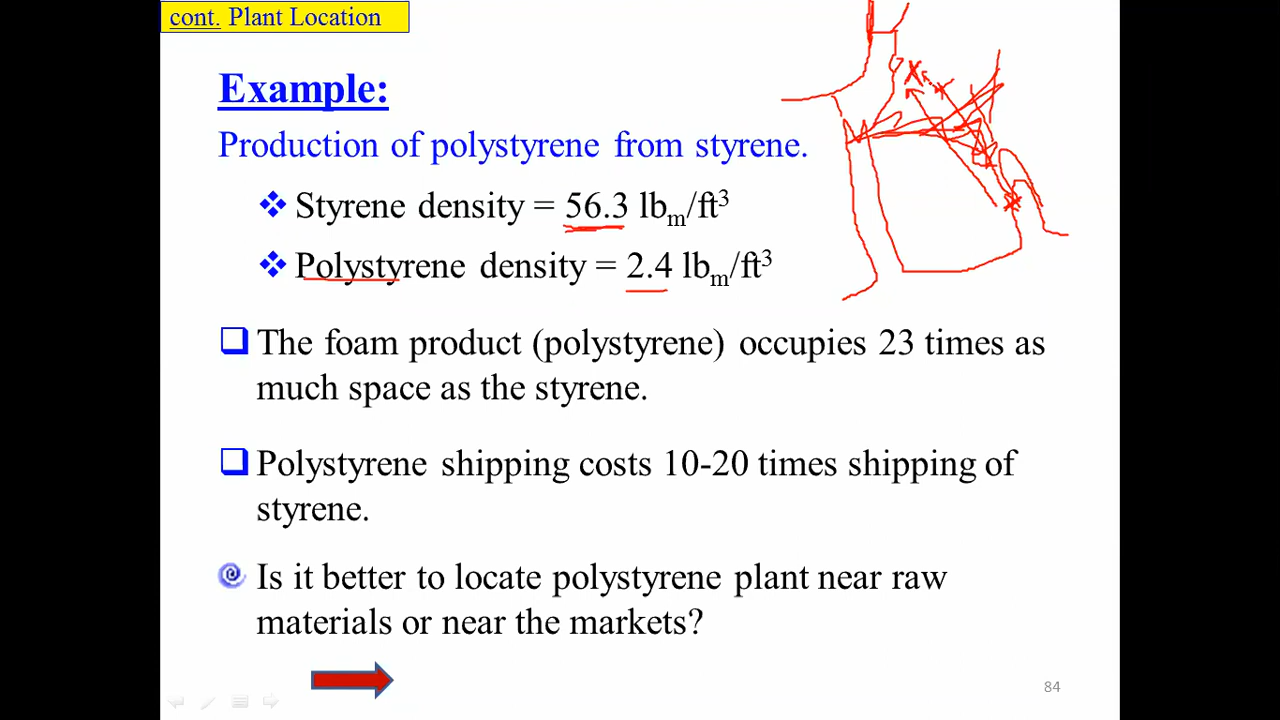 cont. Plant Location
Example:
Production of polystyrene from styrene.
❖ Styrene density = 56.3 lbm/ft³
❖ Polystyrene density = 2.4 lbm/ft³
❑ The foam product (polystyrene) occupies 23 times as
much space as the styrene.
❑ Polystyrene shipping costs 10-20 times shipping of
styrene.
Is it better to locate polystyrene plant near raw
materials or near the markets?
84